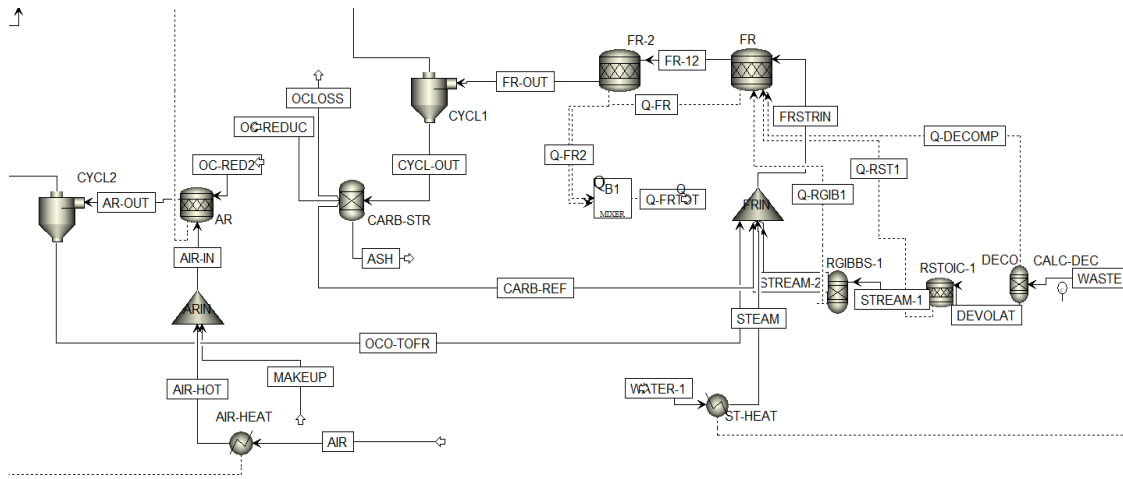 FR-2
FR
FR-12
OCLOSS
FR-OUT
Q-FR
CYCL1
FRSTRIN
OC-REDUC
Q-DECOMP
Q-FR2
OC-RED2
CYCL-OUT
Q-RST1
CYCL2
Q
B1
Q
Q-FRTOT
Q-RGIB1
AR-OUT
AR
MIXER
FRIN
CARB-STR
AIR-IN
ASH
RGIBBS-1
DECO
CALC-DEC
RSTOIC-1
WASTE
STREAM-2
CARB-REF
STREAM-1
ARIN
STEAM
DEVOLAT
OCO-TOFR
MAKEUP
AIR-HOT
WATER-1
AIR-HEAT
ST-HEAT
AIR